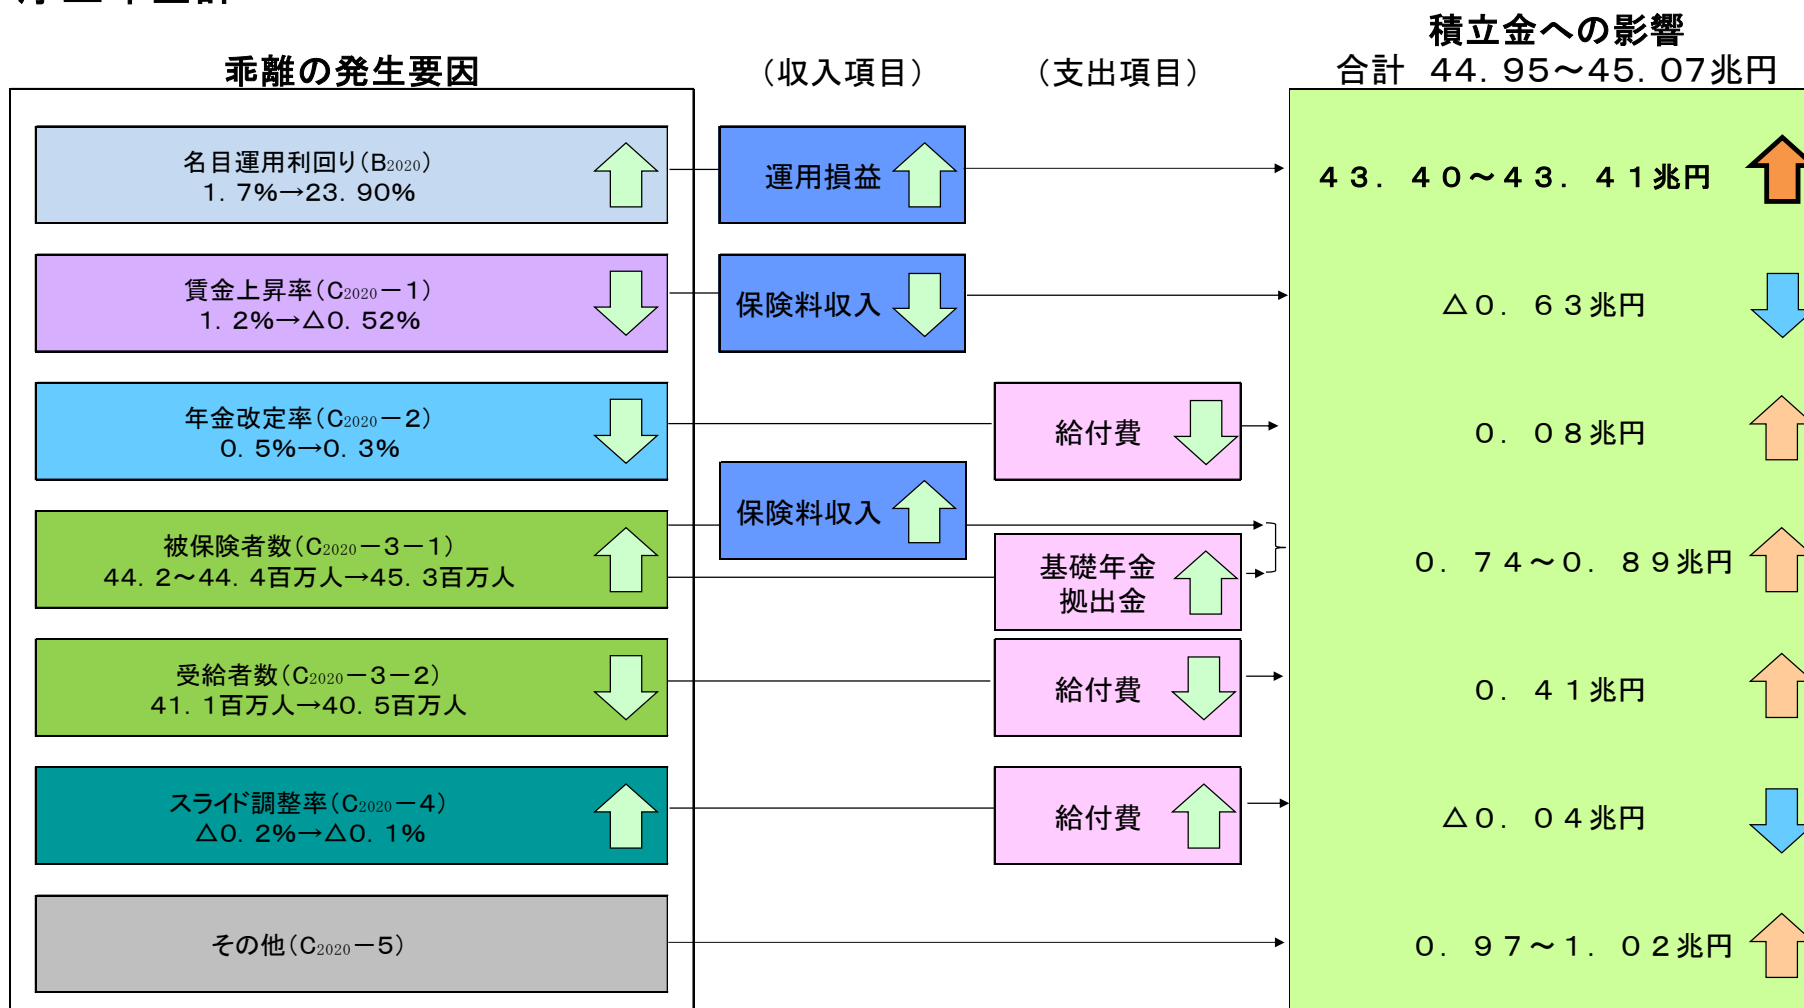 積立金への影響
乖離の発生要因
（収入項目）
（支出項目）
合計 44．95～45．07兆円
名目運用利回り（B2020）
1．7%→23．90%
運用損益
43．40～43．41兆円
賃金上昇率（C2020－1）
1．2%→△0．52%
保険料収入
△0．63兆円
年金改定率（C2020－2）
0．5%→0．3%
給付費
0．08兆円
保険料収入
被保険者数（C2020－3－1）
44．2～44．4百万人→45．3百万人
基礎年金
拠出金
0．74～0．89兆円
受給者数（C2020－3－2）
41．1百万人→40．5百万人
給付費
0．41兆円
スライド調整率（C2020－4）
△0．2%→△0．1%
給付費
△0．04兆円
その他（C2020－5）
0．97～1．02兆円